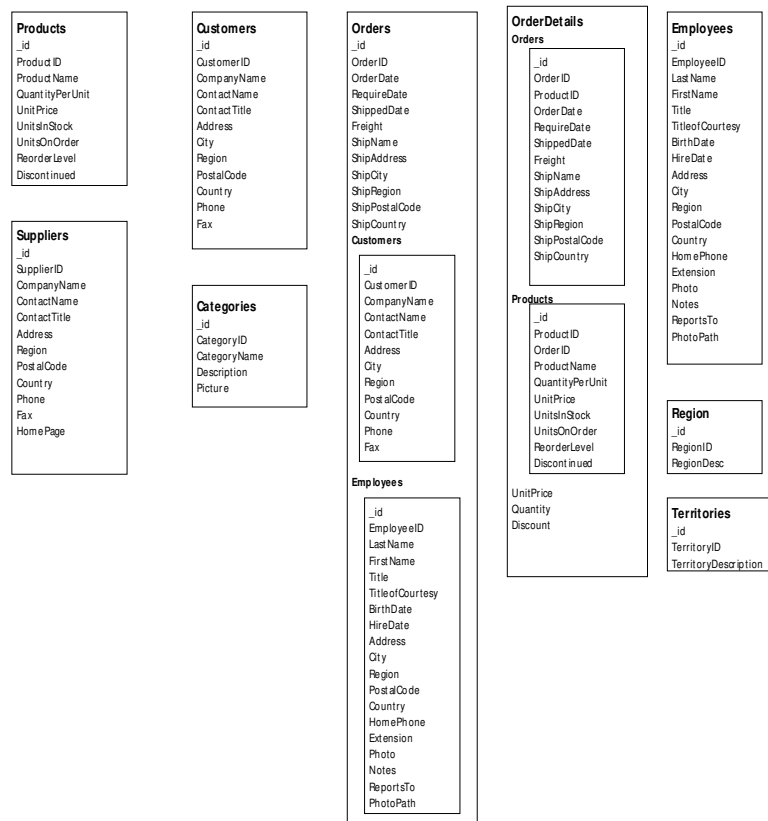 Products
_id
ProductID
ProductName
QuantityPerUnit
UnitPrice
UnitsInStock
UnitsOnOrder
ReorderLevel
Discontinued
Suppliers
_id
SupplierID
CompanyName
ContactName
ContactTitle
Address
Region
PostalCode
Country
Phone
Fax
HomePage
Customers
_id
CustomerID
CompanyName
ContactName
ContactTitle
Address
City
Region
PostalCode
Country
Phone
Fax
Categories
_id
CategoryID
CategoryName
Description
Picture
Orders
_id
OrderID
OrderDate
RequireDate
ShippedDate
Freight
ShipName
ShipAddress
ShipCity
ShipRegion
ShipPostalCode
ShipCountry
Customers
_id
CustomerID
CompanyName
ContactName
ContactTitle
Address
City
Region
PostalCode
Country
Phone
Fax
Employees
_id
EmployeeID
LastName
FirstName
Title
TitleofCourtesy
BirthDate
HireDate
Address
City
Region
PostalCode
Country
HomePhone
Extension
Photo
Notes
ReportsTo
PhotoPath
OrderDetails
Orders
_id
OrderID
ProductID
OrderDate
RequireDate
ShippedDate
Freight
ShipName
ShipAddress
ShipCity
ShipRegion
ShipPostalCode
ShipCountry
Products
_id
ProductID
OrderID
ProductName
QuantityPerUnit
UnitPrice
UnitsInStock
UnitsOnOrder
ReorderLevel
Discontinued
UnitPrice
Quantity
Discount
Employees
_id
EmployeeID
LastName
FirstName
Title
TitleofCourtesy
BirthDate
HireDate
Address
City
Region
PostalCode
Country
HomePhone
Extension
Photo
Notes
ReportsTo
PhotoPath
Region
_id
RegionID
RegionDesc
Territories
_id
TerritoryID
TerritoryDescription